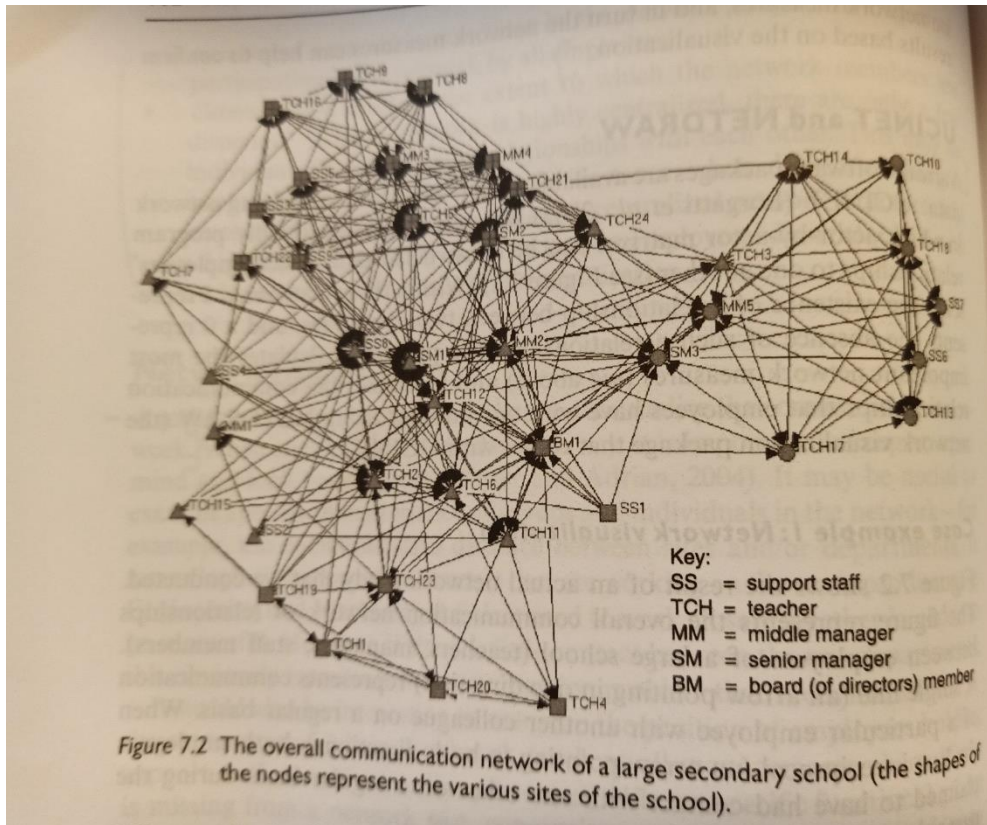 TCH9
TCH8
TCH16
MM3
MM4
TCH21
TCH14
TCH10
TCH5
TCH24
SM2
TCH18
TCH22
TCH3
TCH7
MM5
SS7
SS8
SM1
MM2
SM3
SS6
SS4
TCH12
TCH13
MM1
BM1
TCH17
TCH2
TCH6
TCH15
SS1
TCH11
Key:
SS = support staff
TCH = teacher
MM = middle manager
SM = senior manager
BM = board (of directors) member
TCH19
TCH23
TCH1
TCH20
TCH4
Figure 7.2 The overall communication network of a large secondary school (the shapes of
the nodes represent the various sites of the school).